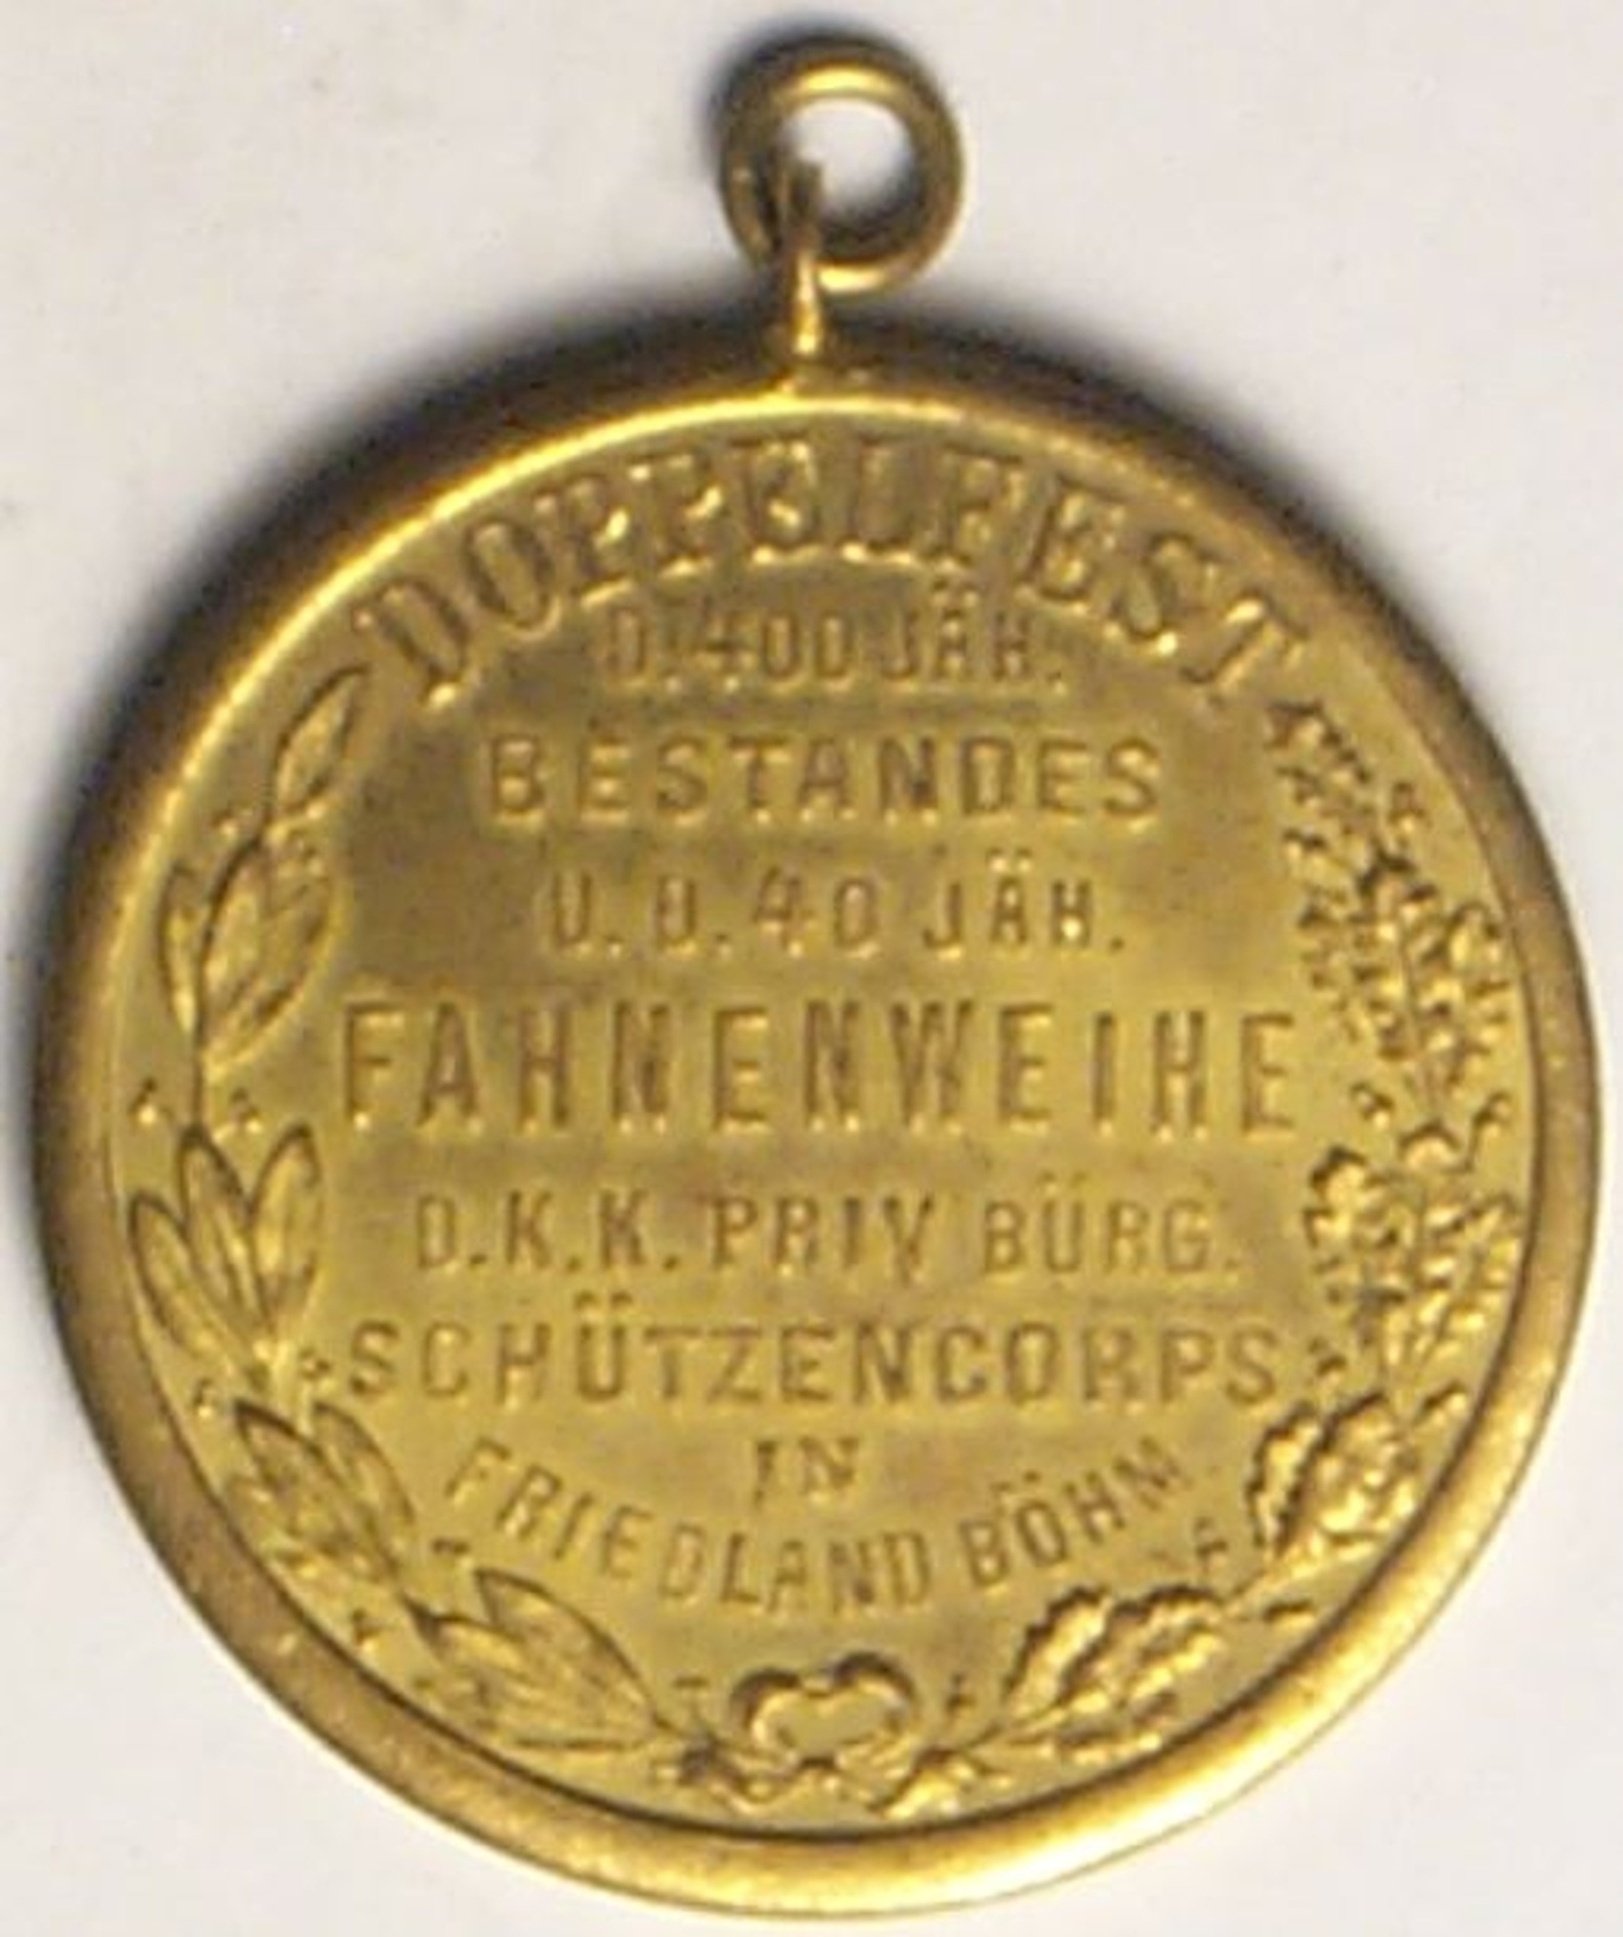 DOPPELFEST
D. 400 JÄH.
BESTANDES
U. D. 40 JÄH.
FAHNENWEIHE
D. K. K. PRIV BÜRG.
SCHÜTZENCORPS
IN
FRIEDLAND BÖHM